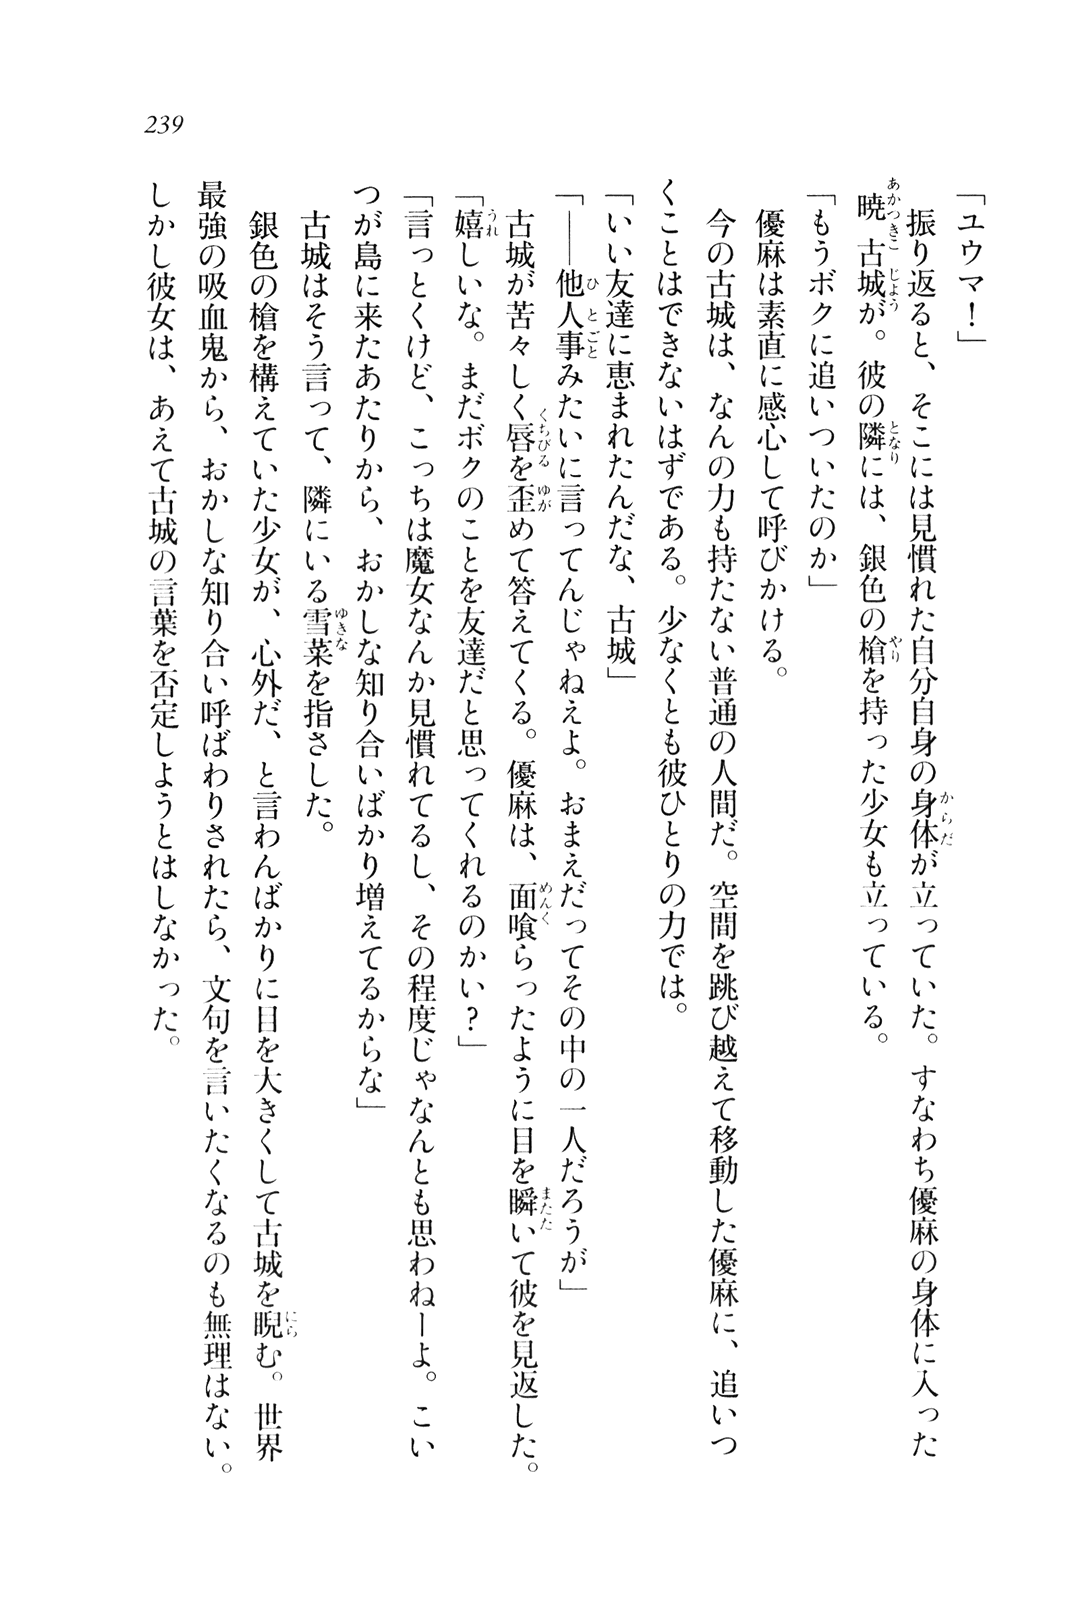 239
「ユウマ！」
　振り返ると、そこには見慣れた自分自身の身体が立っていた。すなわち優麻の身体に入った
暁古城が。彼の隣には、銀色の槍を持った少女も立っている。
「もうボクに追いついたのか」
　優麻は素直に感心して呼びかける。
　今の古城は、なんの力も持たない普通の人間だ。空間を跳び越えて移動した優麻に、追いつ
くことはできないはずである。少なくとも彼ひとりの力では。
「いい友達に恵まれたんだな、古城」
「――他人事みたいに言ってんじゃねえよ。おまえだってその中の一人だろうが」
　古城が苦々しく唇を歪めて答えてくる。優麻は、面喰らったように目を瞬いて彼を見返した。
「嬉しいな。まだボクのことを友達だと思ってくれるのかい？」
「言っとくけど、こっちは魔女なんか見慣れてるし、その程度じゃなんとも思わねーよ。こい
つが島に来たあたりから、おかしな知り合いばかり増えてるからな」
　古城はそう言って、隣にいる雪菜を指さした。
　銀色の槍を構えていた少女が、心外だ、と言わんばかりに目を大きくして古城を睨む。世界
最強の吸血鬼から、おかしな知り合い呼ばわりされたら、文句を言いたくなるのも無理はない。
しかし彼女は、あえて古城の言葉を否定しようとはしなかった。